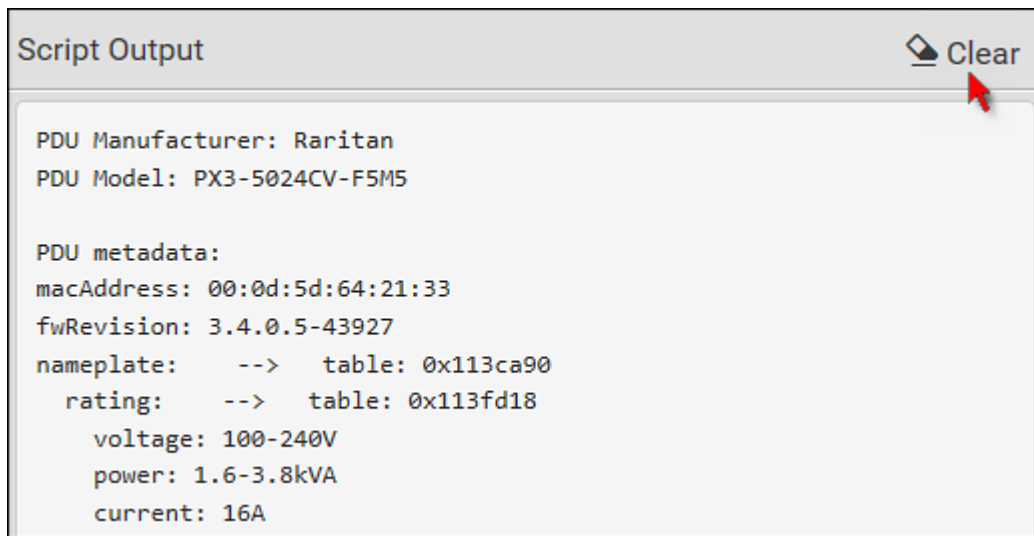 Script Output
Clear
PDU Manufacturer: Raritan
PDU Model: PX3-5024CV-F5M5
PDU metadata:
macAddress: 00:0d:5d:64:21:33
fwRevision: 3.4.0.5-43927
nameplate:    -->   table: 0x113ca90
  rating:    -->   table: 0x113fd18
    voltage: 100-240V
    power: 1.6-3.8kVA
    current: 16A